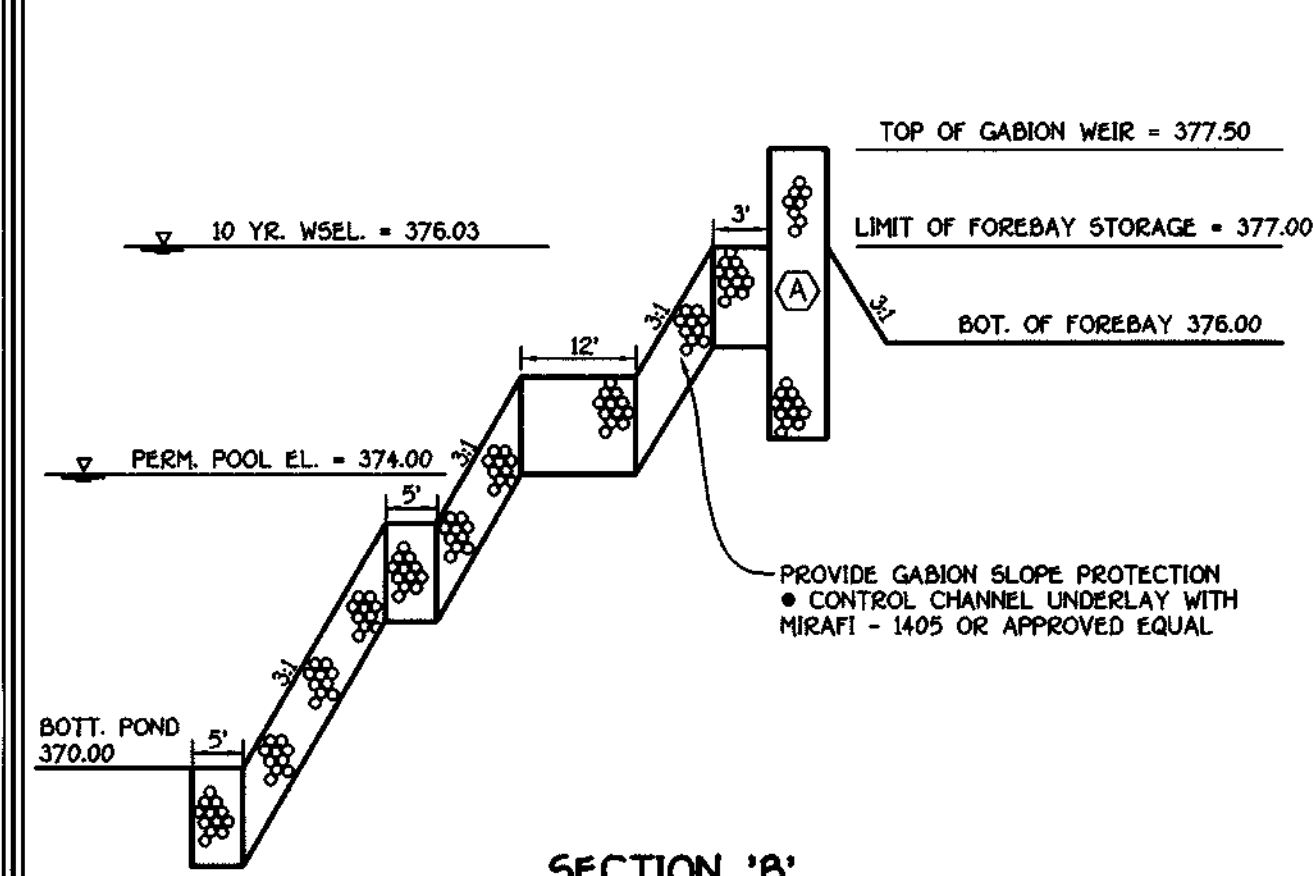 TOP OF GABION WEIR = 377.50
3'
10 YR. WSEL. = 376.03
LIMIT OF FOREBAY STORAGE = 377.00
A
3:1
3:1
BOT. OF FOREBAY 376.00
12'
PERM. POOL EL. = 374.00
3:1
5'
PROVIDE GABION SLOPE PROTECTION
● CONTROL CHANNEL UNDERLAY WITH
MIRAFI - 1405 OR APPROVED EQUAL
3:1
BOTT. POND
370.00
5'
SECTION 'B'